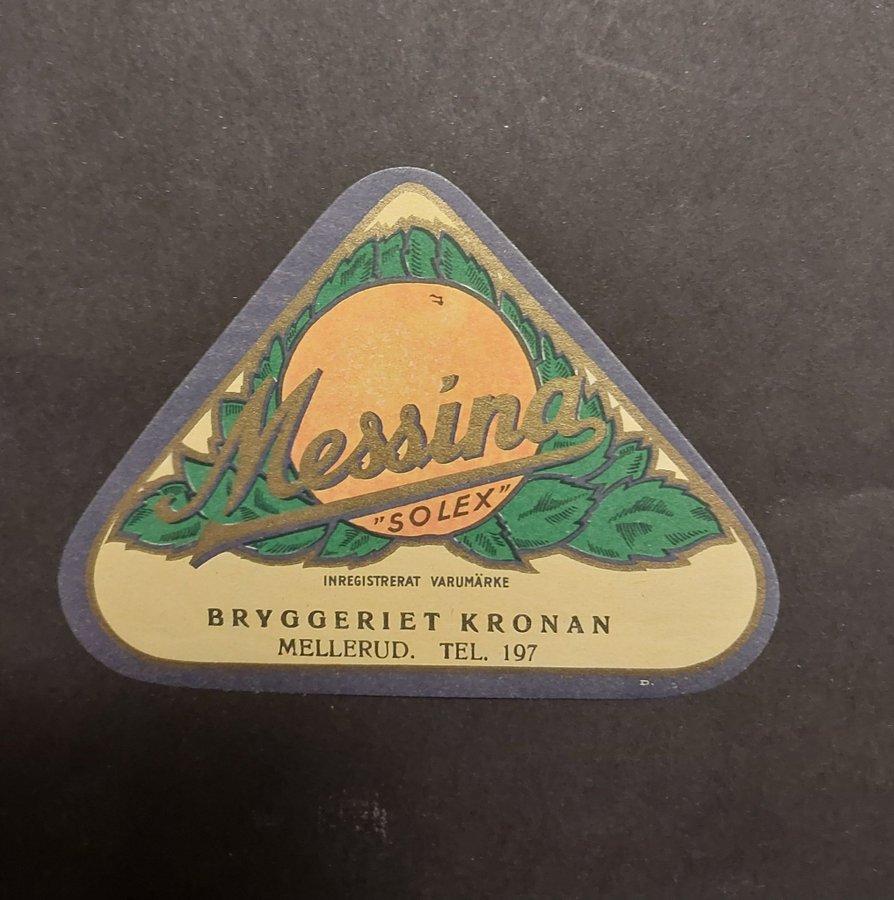 Messina
"SOLEX"
INREGISTRERAT VARUMÄRKE
BRYGGERIET KRONAN
MELLERUD. TEL. 197
D.